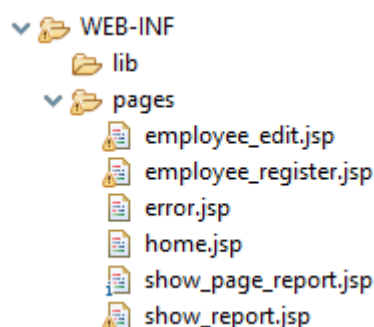 WEB-INF
lib
pages
employee_edit.jsp
employee_register.jsp
error.jsp
home.jsp
show_page_report.jsp
show_report.jsp